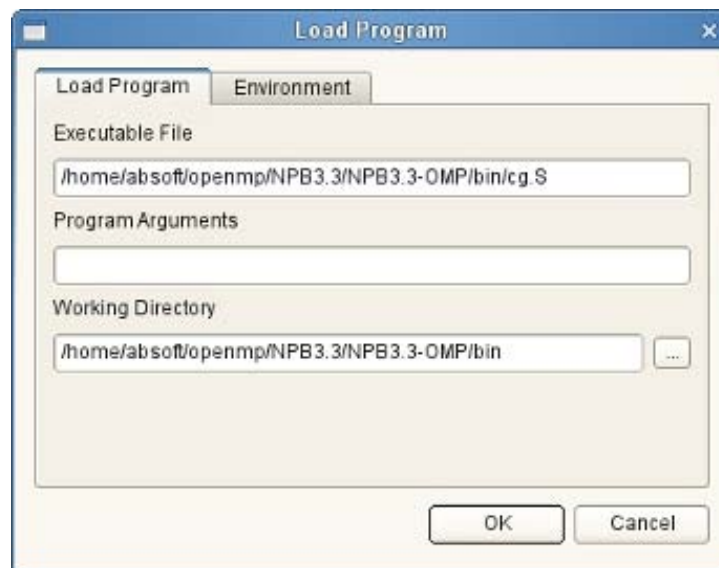 Load Program
Load Program Environment
Executable File
/home/absoft/openmp/NPB3.3/NPB3.3-OMP/bin/cg.S
Program Arguments
Working Directory
/home/absoft/openmp/NPB3.3/NPB3.3-OMP/bin ...
OK Cancel